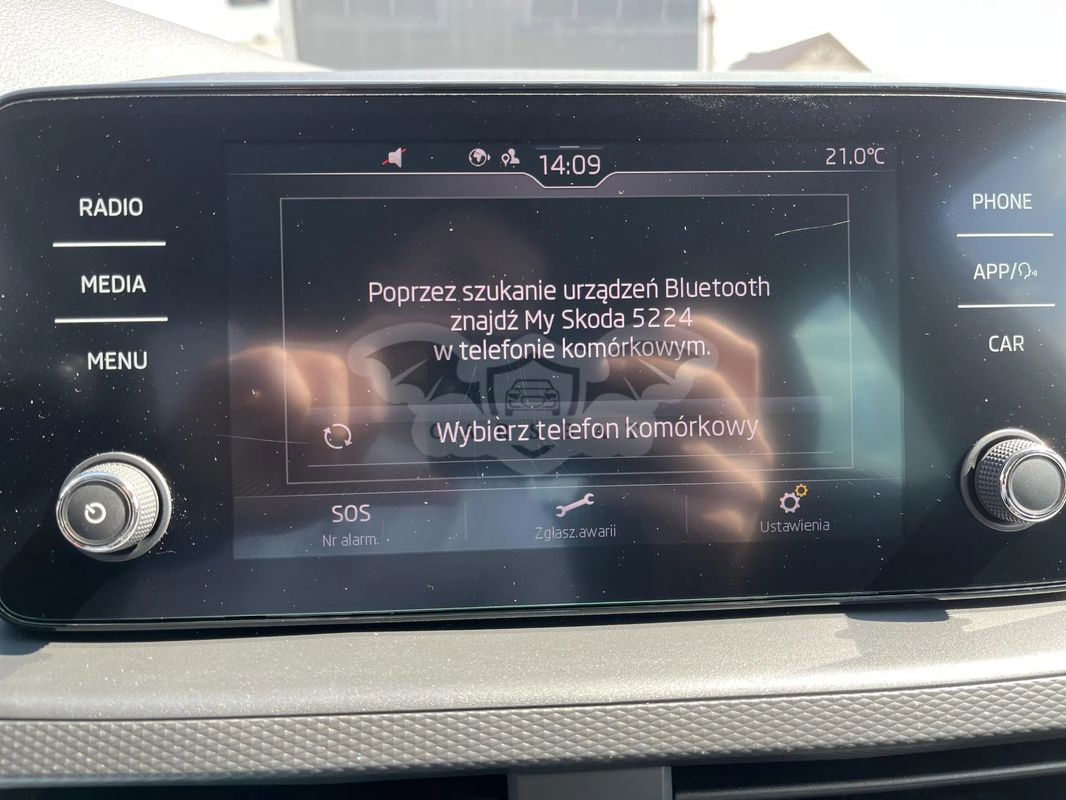 14:09
21.0°C
RADIO
MEDIA
MENU
PHONE
APP/
CAR
Poprzez szukanie urządzeń Bluetooth
znajdź My Skoda 5224
w telefonie komórkowym.
Wybierz telefon komórkowy
SOS
Nr alarm.
Zgłasz.awarii
Ustawienia